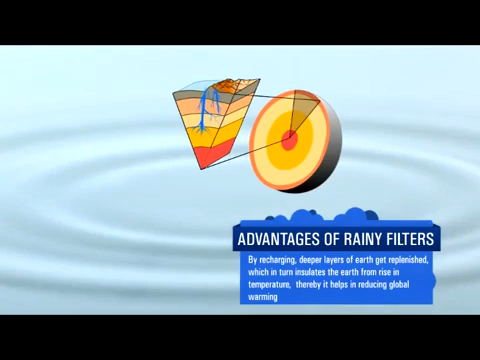 ADVANTAGES OF RAINY FILTERS
By recharging, deeper layers of earth get replenished,
which in turn insulates the earth from rise in
temperature, thereby it helps in reducing global
warming